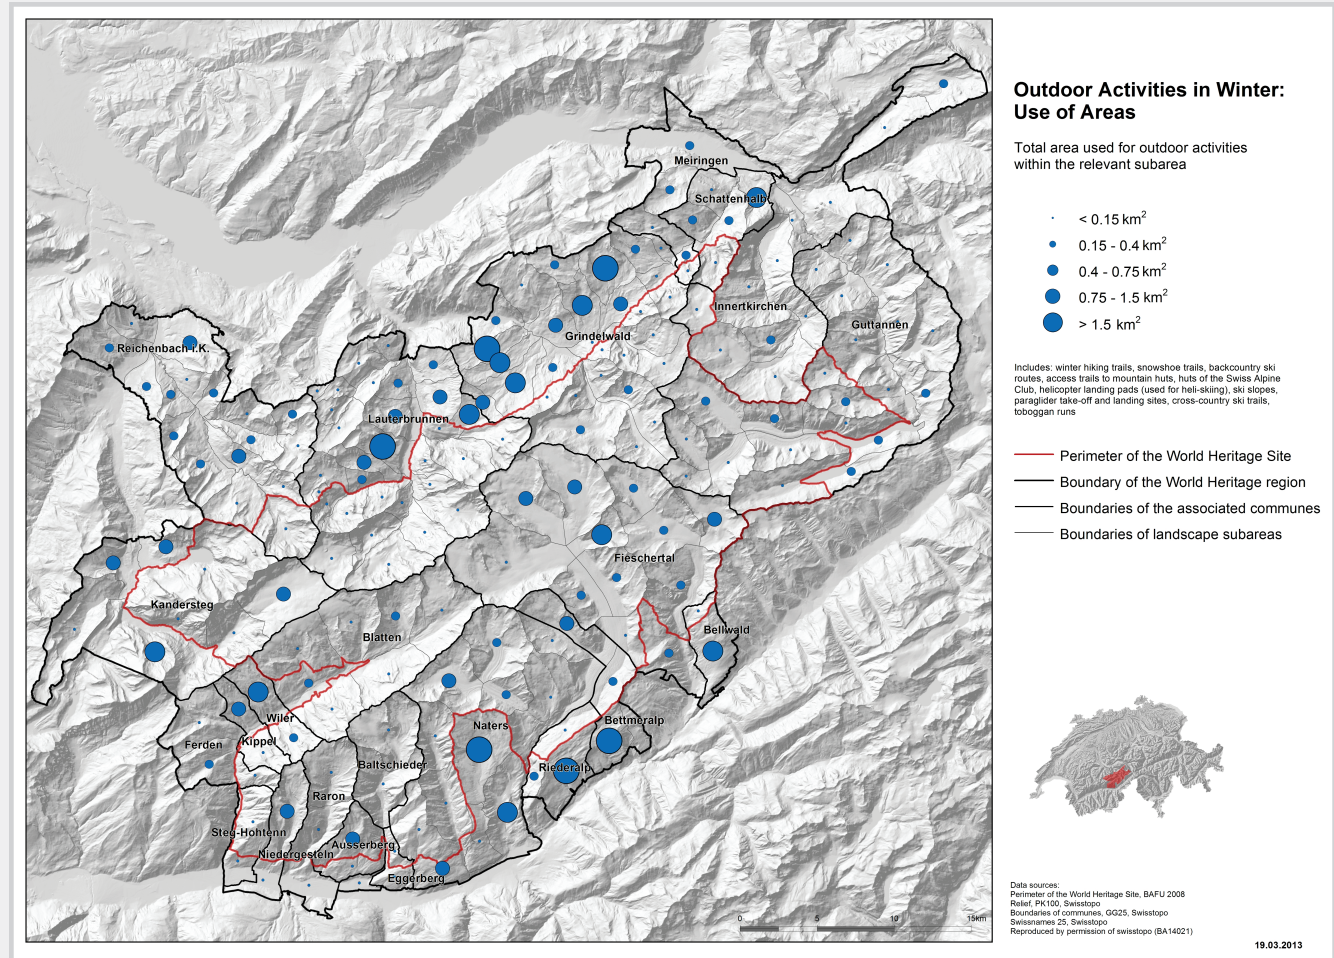 Outdoor Activities in Winter:
Use of Areas
Total area used for outdoor activities
within the relevant subarea
< 0.15 km2
0.15 - 0.4 km2
0.4 - 0.75 km2
0.75 - 1.5 km2
> 1.5 km2
Includes: winter hiking trails, snowshoe trails, backcountry ski
routes, access trails to mountain huts, huts of the Swiss Alpine
Club, helicopter landing pads (used for heli-skiing), ski slopes,
paraglider take-off and landing sites, cross-country ski trails,
toboggan runs
Perimeter of the World Heritage Site
Boundary of the World Heritage region
Boundaries of the associated communes
Boundaries of landscape subareas
Meiringen
Schattenhalb
Innertkirchen
Guttannen
Grindelwald
Reichenbach i.K.
Lauterbrunnen
Fieschertal
Kandersteg
Blatten
Bellwald
Wiler
Naters
Bettmeralp
Ferden
Kippel
Baltschieder
Riederalp
Raron
Steg-Hohtenn
Ausserberg
Niedergesteln
Eggerberg
0 5 10 15km
Data sources:
Perimeter of the World Heritage Site, BAFU 2008
Relief, PK100, Swisstopo
Boundaries of communes, GG25, Swisstopo
Swissnames 25, Swisstopo
Reproduced by permission of swisstopo (BA14021)
19.03.2013